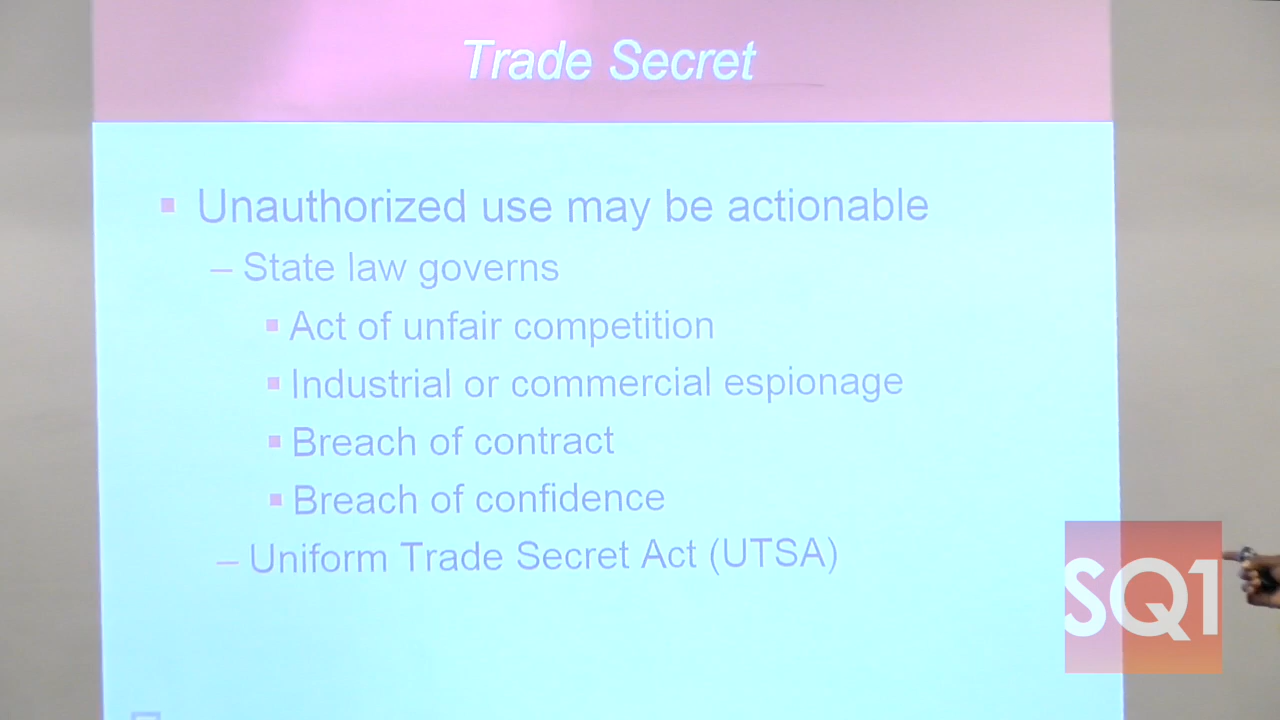 Trade Secret
Unauthorized use may be actionable
– State law governs
Act of unfair competition
Industrial or commercial espionage
Breach of contract
Breach of confidence
– Uniform Trade Secret Act (UTSA)
SQ1